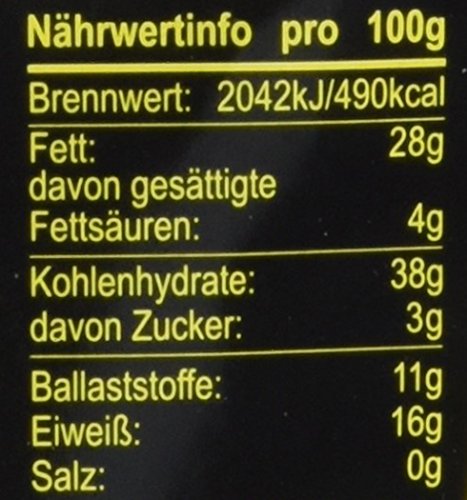 Nährwertinfo pro 100g
Brennwert: 2042kJ/490kcal
Fett: 28g
davon gesättigte
Fettsäuren: 4g
Kohlenhydrate: 38g
davon Zucker: 3g
Ballaststoffe: 11g
Eiweiß: 16g
Salz: 0g